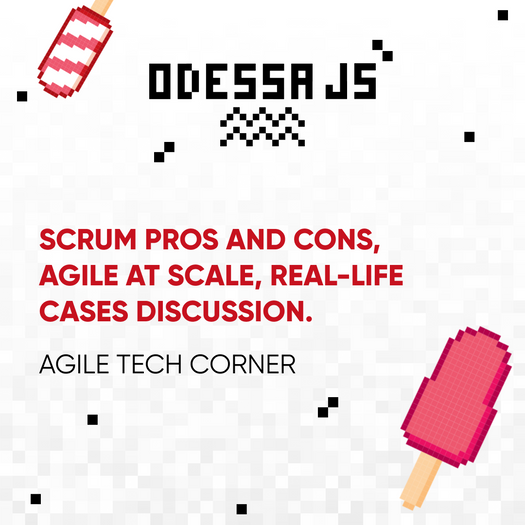 ODESSA JS
SCRUM PROS AND CONS,
AGILE AT SCALE, REAL-LIFE
CASES DISCUSSION.
AGILE TECH CORNER